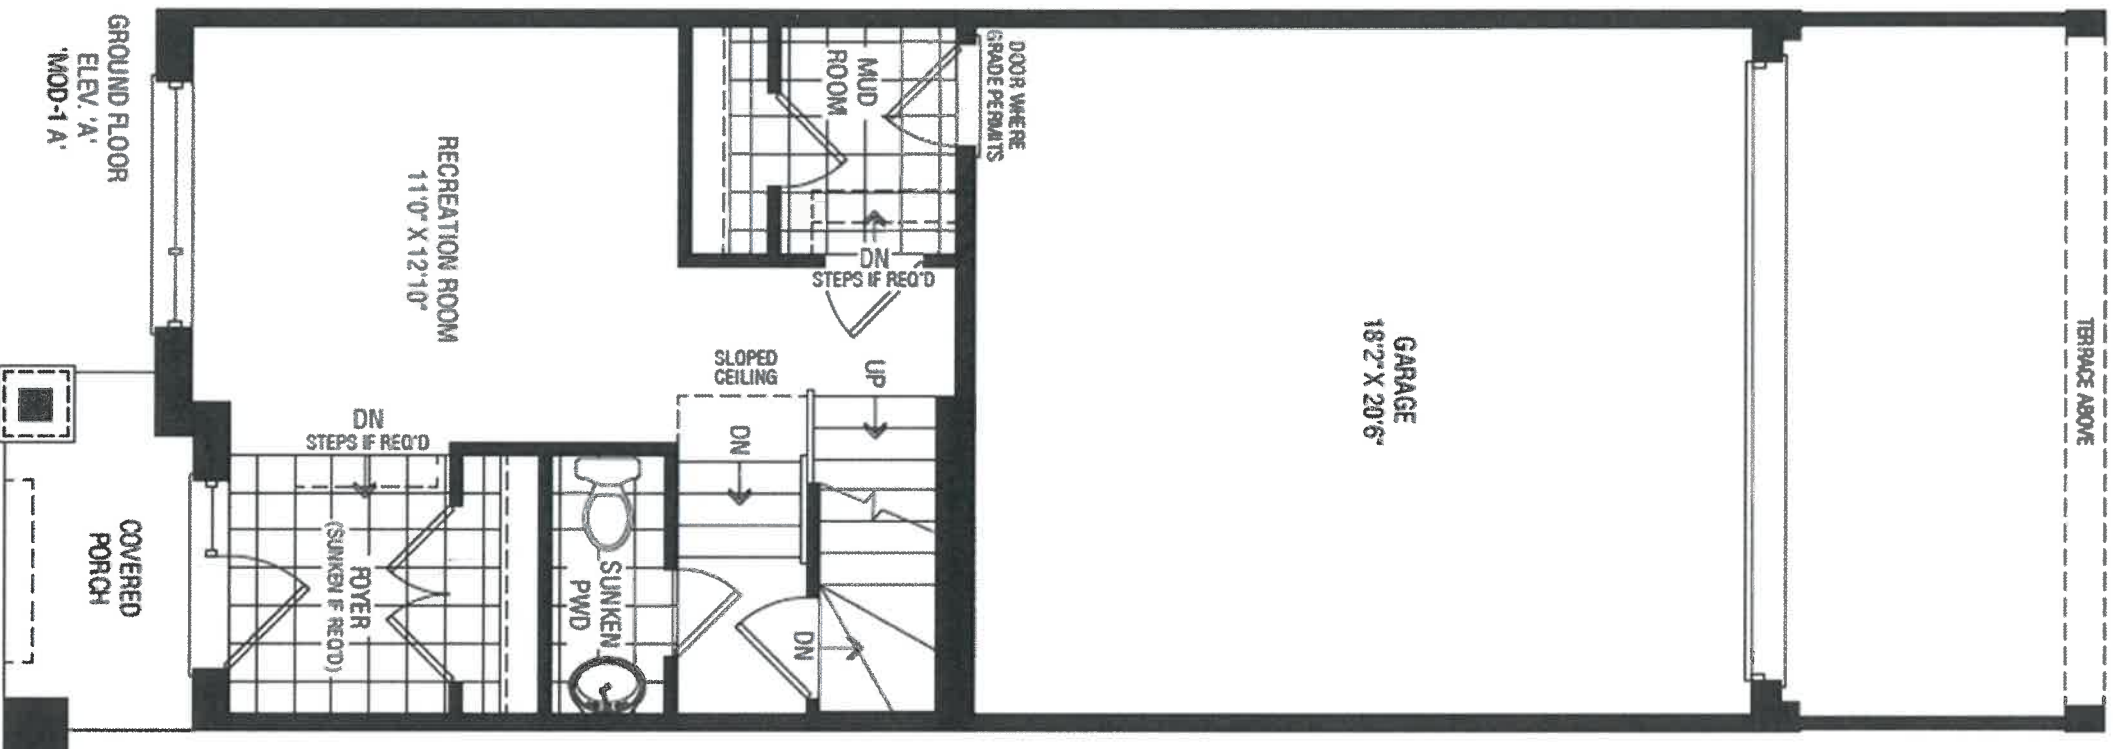 TERRACE ABOVE
GARAGE
18'2" X 20'6"
DOOR WHERE
GRADE PERMITS
MUD
ROOM
DN
STEPS IF REQ'D
UP
SLOPED
CEILING
DN
DN
SUNKEN
PWD
RECREATION ROOM
11'0" X 12'10"
DN
STEPS IF REQ'D
FOYER
(SUNKEN IF REQ'D)
COVERED
PORCH
GROUND FLOOR
ELEV. 'A'
'MOD-1 A'